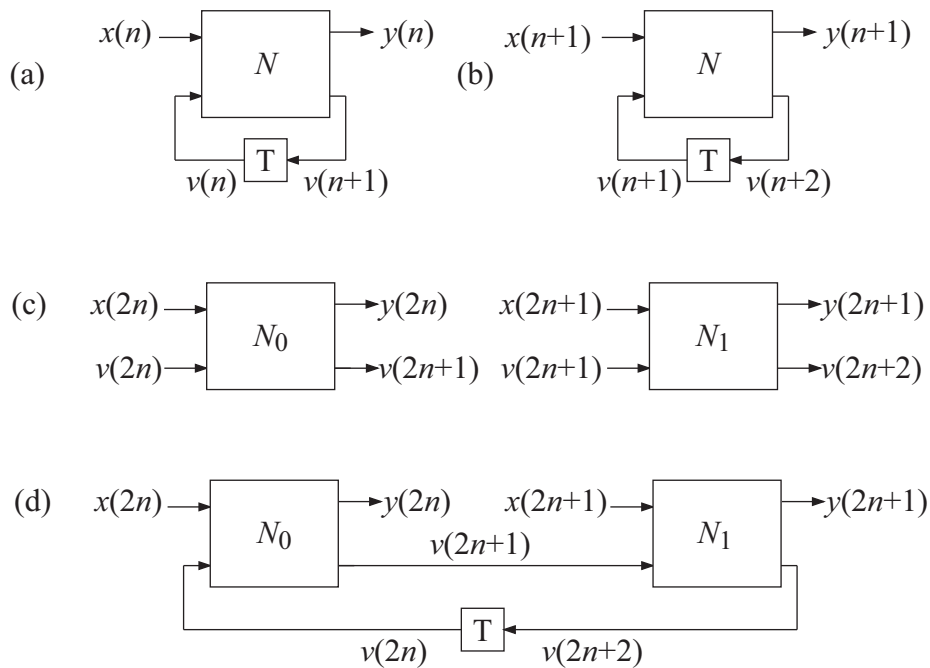 (a) x(n) N y(n)
v(n) T v(n+1)
(b) x(n+1) N y(n+1)
v(n+1) T v(n+2)
(c) x(2n) N₀ y(2n) x(2n+1) N₁ y(2n+1)
v(2n) v(2n+1) v(2n+1) v(2n+2)
(d) x(2n) N₀ y(2n) x(2n+1) N₁ y(2n+1)
v(2n+1)
v(2n) T v(2n+2)